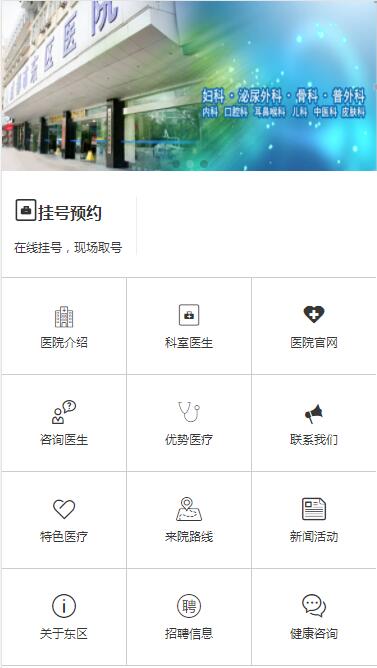 东区医院
妇科·泌尿外科·骨科·普外科
内科 口腔科 耳鼻喉科 儿科 中医科 皮肤科
挂号预约
在线挂号，现场取号
医院介绍
科室医生
医院官网
咨询医生
优势医疗
联系我们
特色医疗
来院路线
新闻活动
关于东区
聘
招聘信息
健康咨询